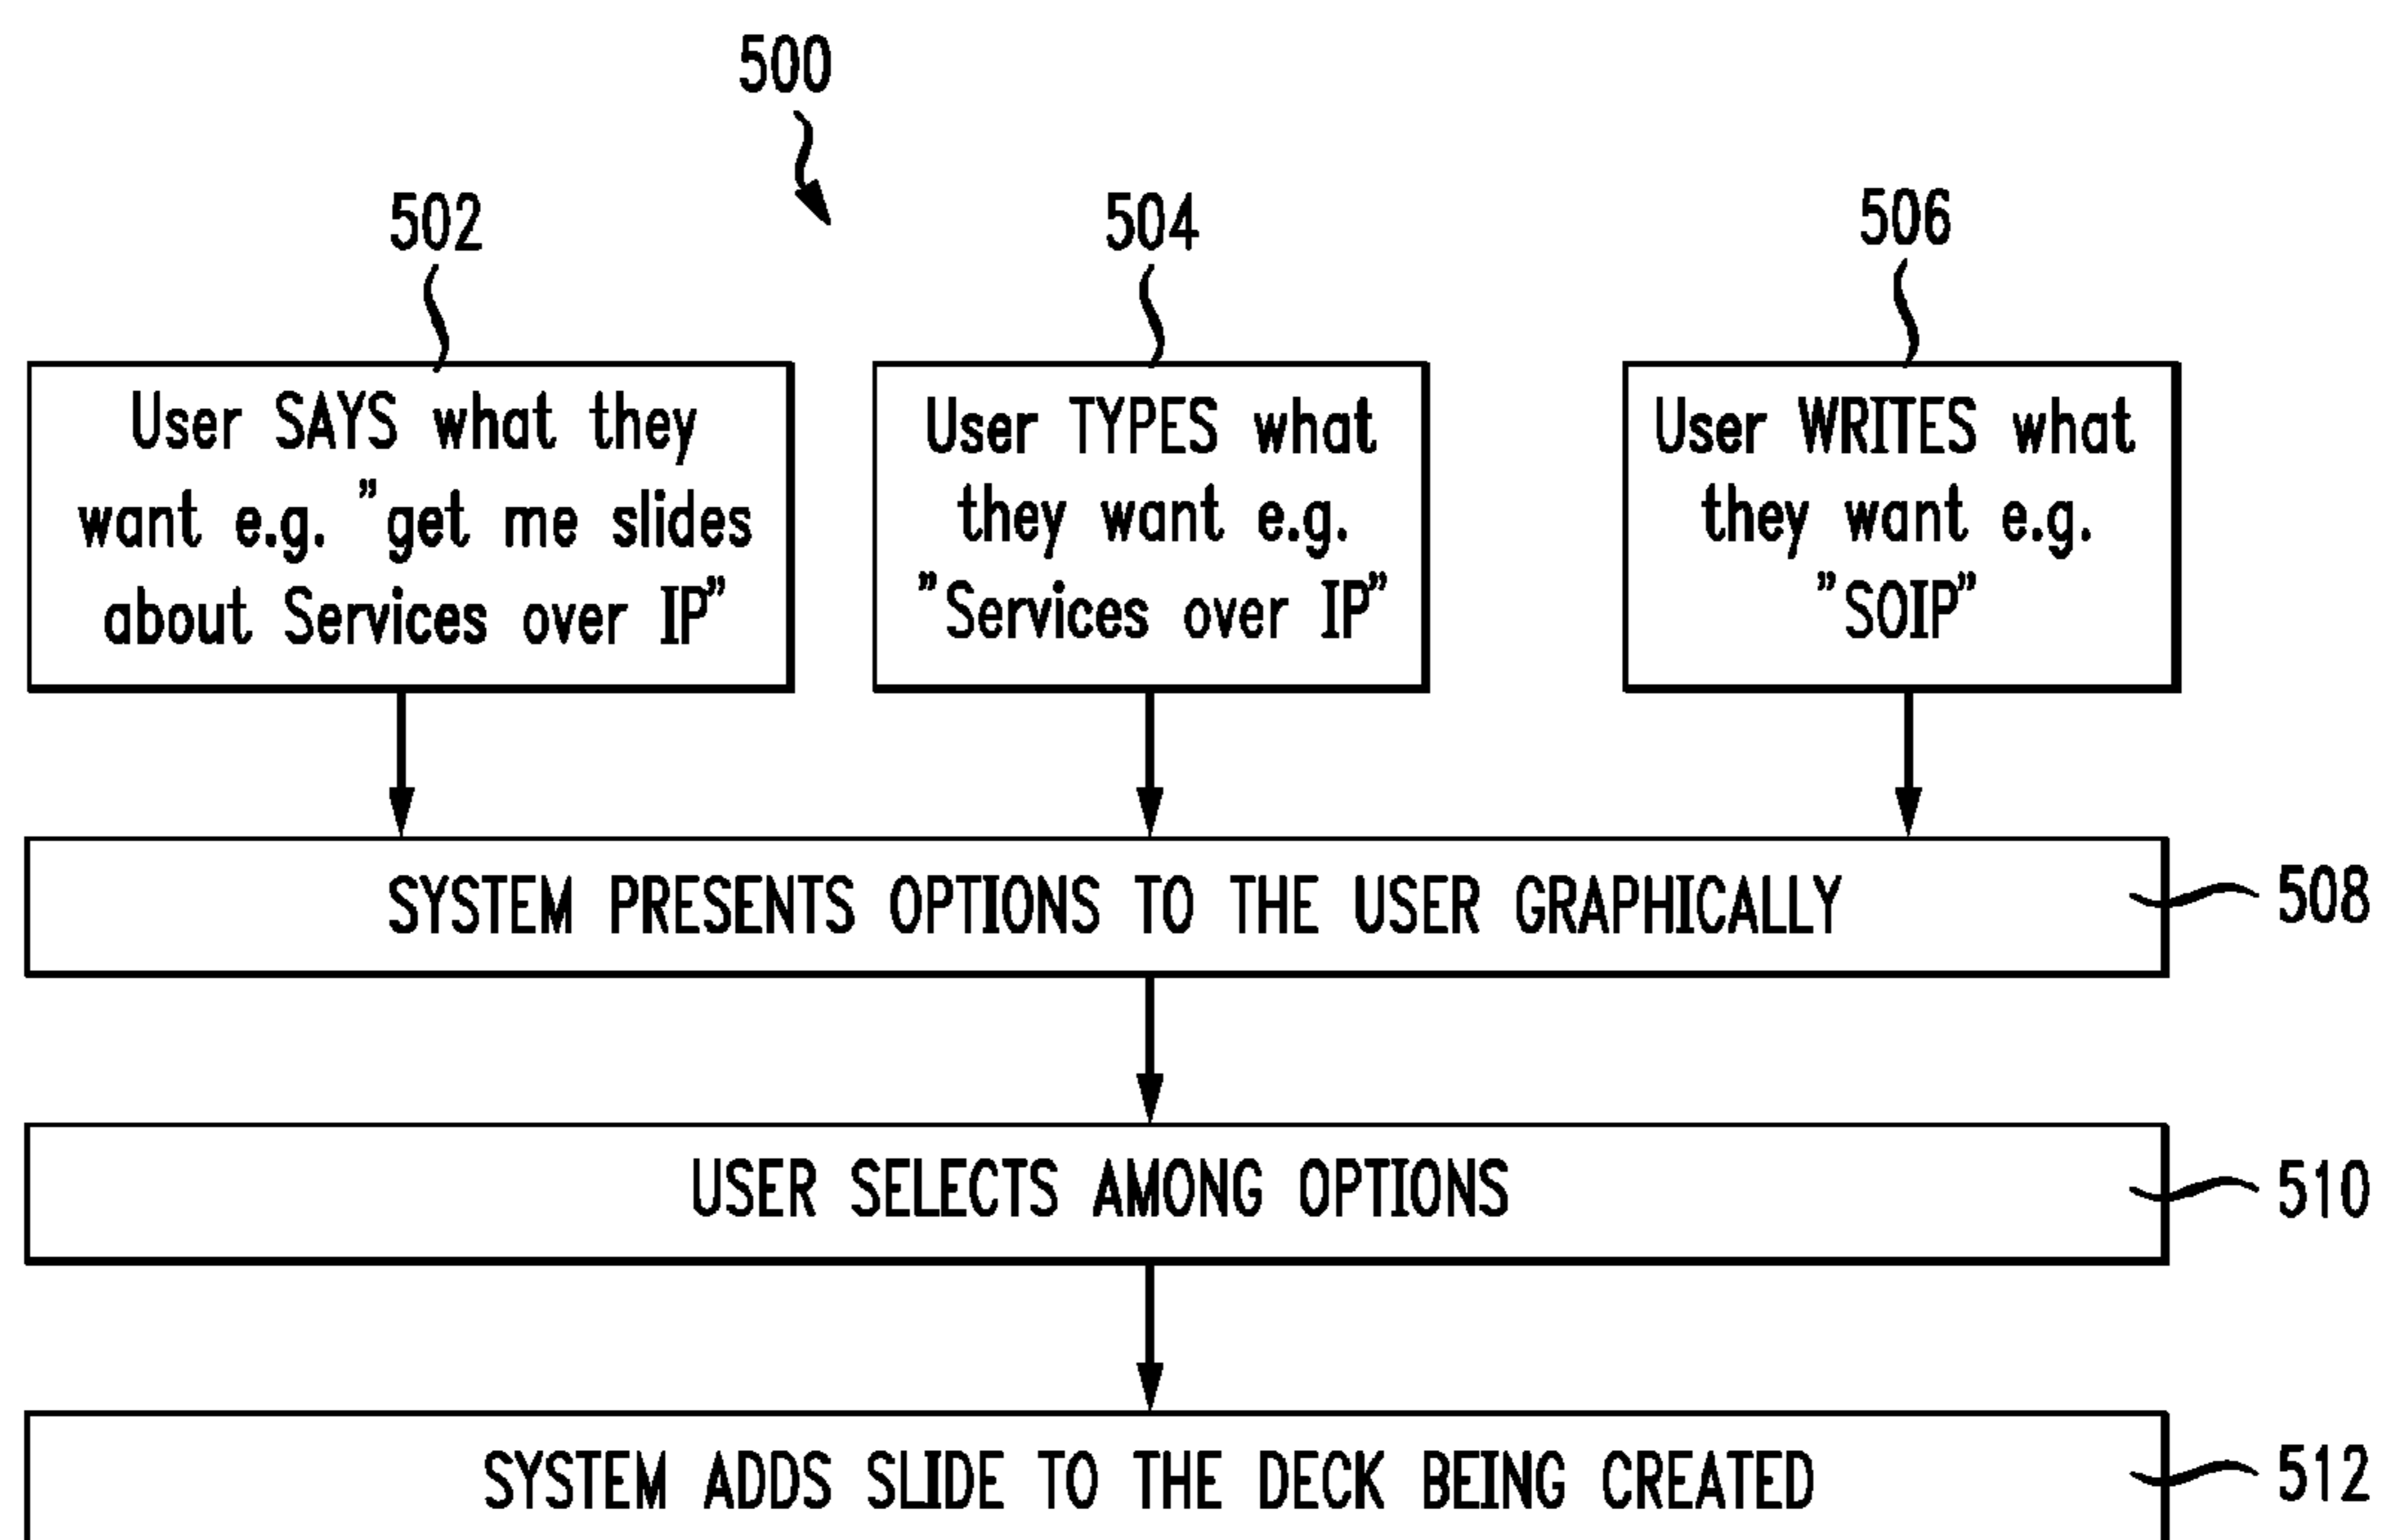 500
502
504
506
User SAYS what they
want e.g. "get me slides
about Services over IP"
User TYPES what
they want e.g.
"Services over IP"
User WRITES what
they want e.g.
"SOIP"
SYSTEM PRESENTS OPTIONS TO THE USER GRAPHICALLY
508
USER SELECTS AMONG OPTIONS
510
SYSTEM ADDS SLIDE TO THE DECK BEING CREATED
512